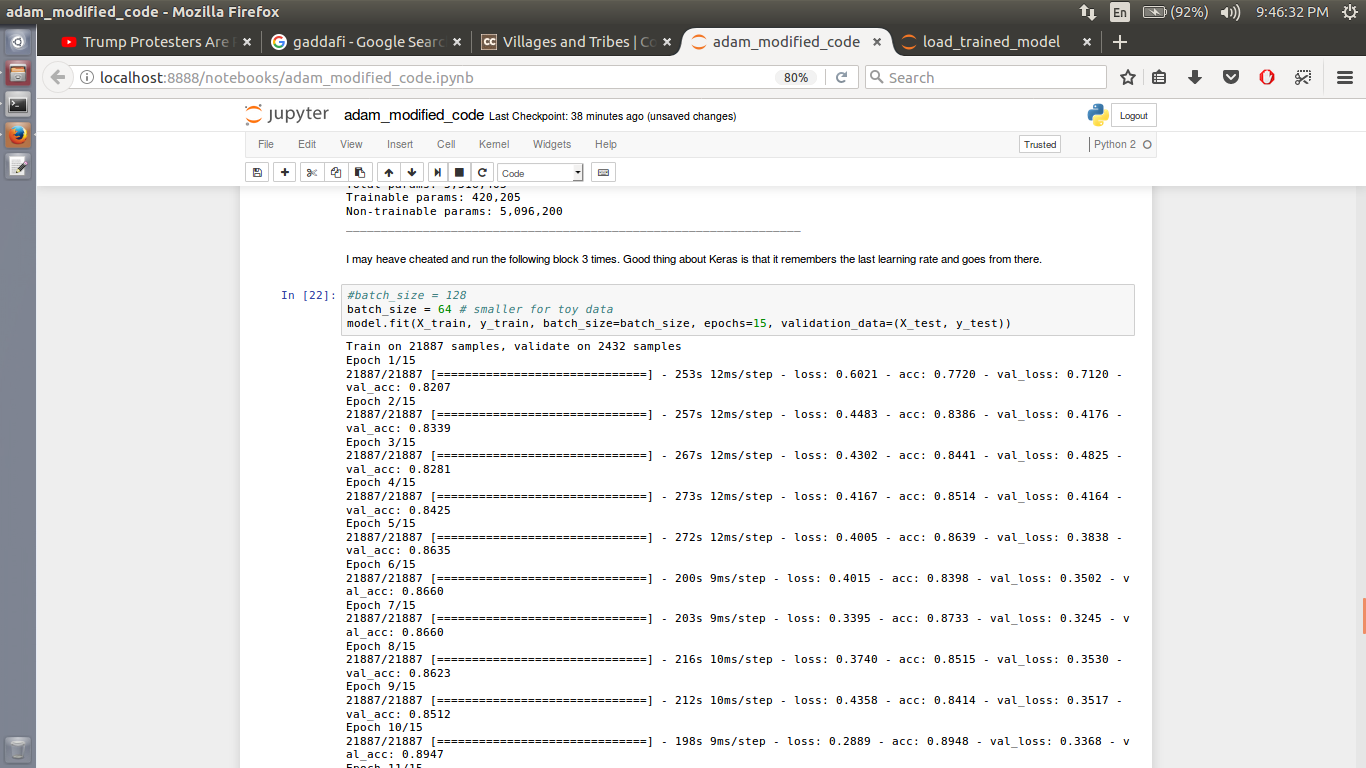 adam_modified_code - Mozilla Firefox
En (92%) 9:46:32 PM
Trump Protesters Are
gaddafi - Google Searc
CC Villages and Tribes | Co
adam_modified_code
load_trained_model
localhost:8888/notebooks/adam_modified_code.ipynb 80% Search
jupyter adam_modified_code Last Checkpoint: 38 minutes ago (unsaved changes) Logout
File Edit View Insert Cell Kernel Widgets Help Trusted Python 2
Code
Total params:
Trainable params: 420,205
Non-trainable params: 5,096,200
I may heave cheated and run the following block 3 times. Good thing about Keras is that it remembers the last learning rate and goes from there.
In [22]: #batch_size = 128
batch_size = 64 # smaller for toy data
model.fit(X_train, y_train, batch_size=batch_size, epochs=15, validation_data=(X_test, y_test))
Train on 21887 samples, validate on 2432 samples
Epoch 1/15
21887/21887 [==============================] - 253s 12ms/step - loss: 0.6021 - acc: 0.7720 - val_loss: 0.7120 -
val_acc: 0.8207
Epoch 2/15
21887/21887 [==============================] - 257s 12ms/step - loss: 0.4483 - acc: 0.8386 - val_loss: 0.4176 -
val_acc: 0.8339
Epoch 3/15
21887/21887 [==============================] - 267s 12ms/step - loss: 0.4302 - acc: 0.8441 - val_loss: 0.4825 -
val_acc: 0.8281
Epoch 4/15
21887/21887 [==============================] - 273s 12ms/step - loss: 0.4167 - acc: 0.8514 - val_loss: 0.4164 -
val_acc: 0.8425
Epoch 5/15
21887/21887 [==============================] - 272s 12ms/step - loss: 0.4005 - acc: 0.8639 - val_loss: 0.3838 -
val_acc: 0.8635
Epoch 6/15
21887/21887 [==============================] - 200s 9ms/step - loss: 0.4015 - acc: 0.8398 - val_loss: 0.3502 - v
al_acc: 0.8660
Epoch 7/15
21887/21887 [==============================] - 203s 9ms/step - loss: 0.3395 - acc: 0.8733 - val_loss: 0.3245 - v
al_acc: 0.8660
Epoch 8/15
21887/21887 [==============================] - 216s 10ms/step - loss: 0.3740 - acc: 0.8515 - val_loss: 0.3530 -
val_acc: 0.8623
Epoch 9/15
21887/21887 [==============================] - 212s 10ms/step - loss: 0.4358 - acc: 0.8414 - val_loss: 0.3517 -
val_acc: 0.8512
Epoch 10/15
21887/21887 [==============================] - 198s 9ms/step - loss: 0.2889 - acc: 0.8948 - val_loss: 0.3368 - v
al_acc: 0.8947
Epoch 11/15